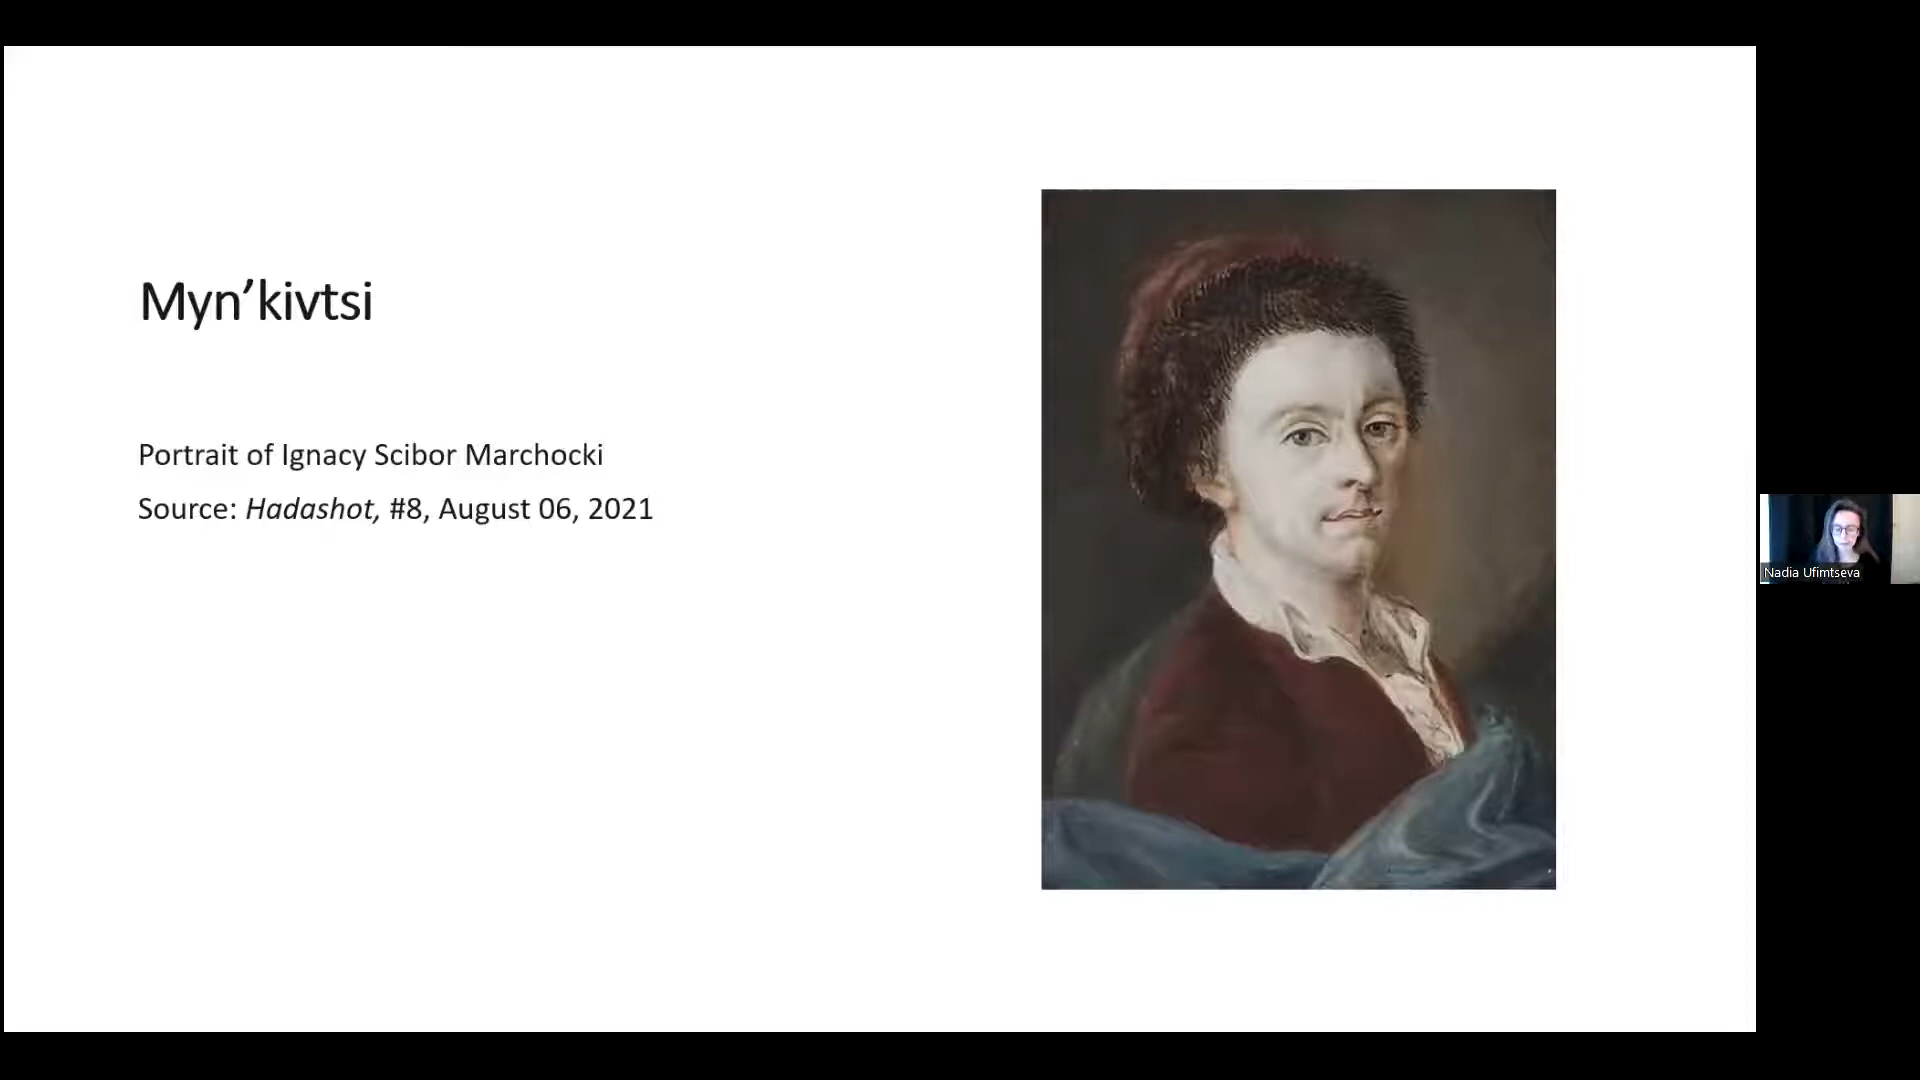 Myn’kivtsi
Portrait of Ignacy Scibor Marchocki
Source: Hadashot, #8, August 06, 2021
Nadia Ufimtseva